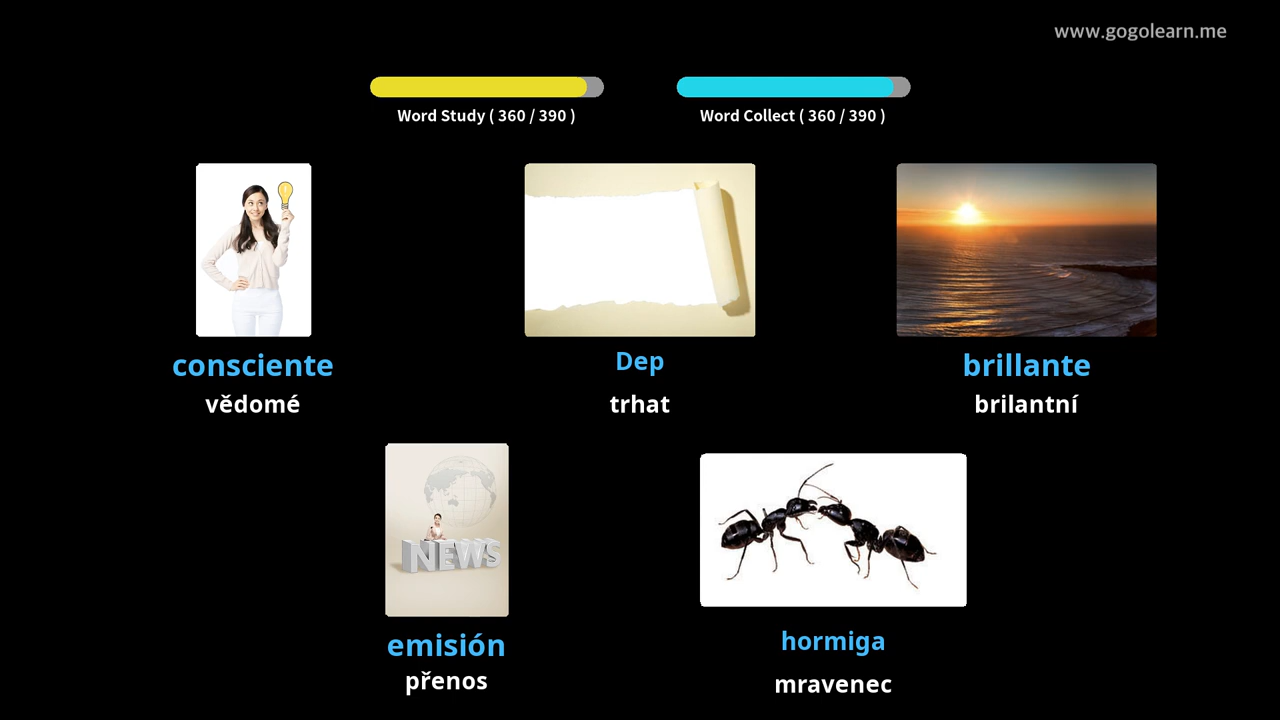 www.gogolearn.me
Word Study ( 360 / 390 )
Word Collect ( 360 / 390 )
consciente
vědomé
Dep
trhat
brillante
brilantní
NEWS
emisión
přenos
hormiga
mravenec